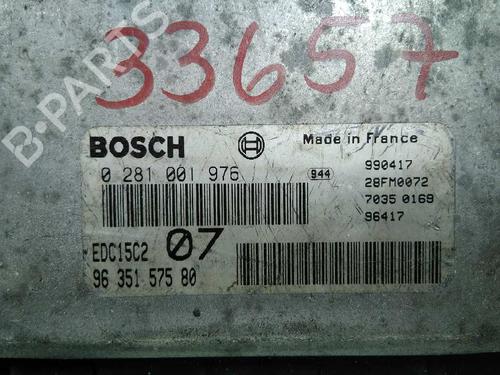 33657
B-PARTS
BOSCH
Made in France
0 281 001 976
944
990417
28FM0072
7035 0169
96417
EDC15C2
07
96 351 575 80